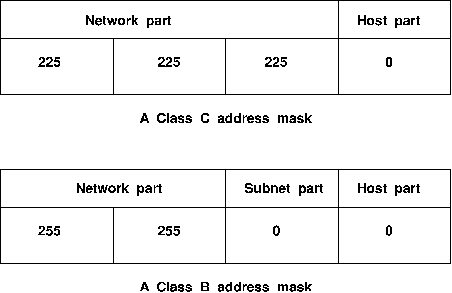 Network part Host part
225 225 225 0
A Class C address mask
Network part Subnet part Host part
255 255 0 0
A Class B address mask